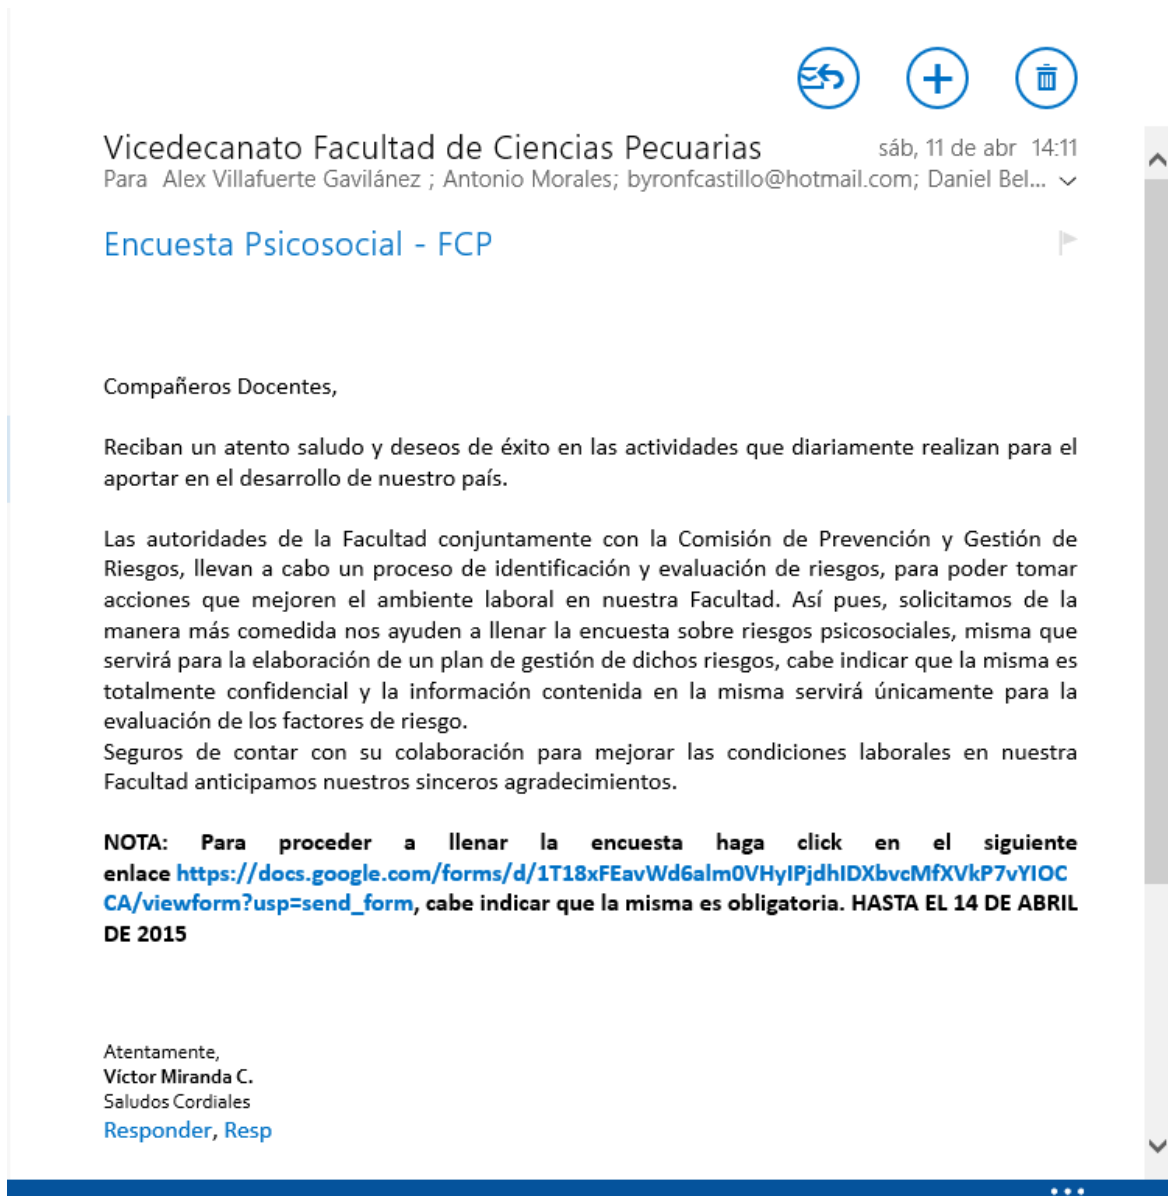 Vicedecanato Facultad de Ciencias Pecuarias
sáb, 11 de abr 14:11
Para Alex Villafuerte Gavilánez ; Antonio Morales; byronfcastillo@hotmail.com; Daniel Bel...
Encuesta Psicosocial - FCP
Compañeros Docentes,
Reciban un atento saludo y deseos de éxito en las actividades que diariamente realizan para el
aportar en el desarrollo de nuestro país.
Las autoridades de la Facultad conjuntamente con la Comisión de Prevención y Gestión de
Riesgos, llevan a cabo un proceso de identificación y evaluación de riesgos, para poder tomar
acciones que mejoren el ambiente laboral en nuestra Facultad. Así pues, solicitamos de la
manera más comedida nos ayuden a llenar la encuesta sobre riesgos psicosociales, misma que
servirá para la elaboración de un plan de gestión de dichos riesgos, cabe indicar que la misma es
totalmente confidencial y la información contenida en la misma servirá únicamente para la
evaluación de los factores de riesgo.
Seguros de contar con su colaboración para mejorar las condiciones laborales en nuestra
Facultad anticipamos nuestros sinceros agradecimientos.
NOTA: Para proceder a llenar la encuesta haga click en el siguiente
enlace https://docs.google.com/forms/d/1T18xFEavWd6alm0VHyIPjdhIDXbvcMfXVkP7vYIOC
CA/viewform?usp=send_form, cabe indicar que la misma es obligatoria. HASTA EL 14 DE ABRIL
DE 2015
Atentamente,
Víctor Miranda C.
Saludos Cordiales
Responder, Resp